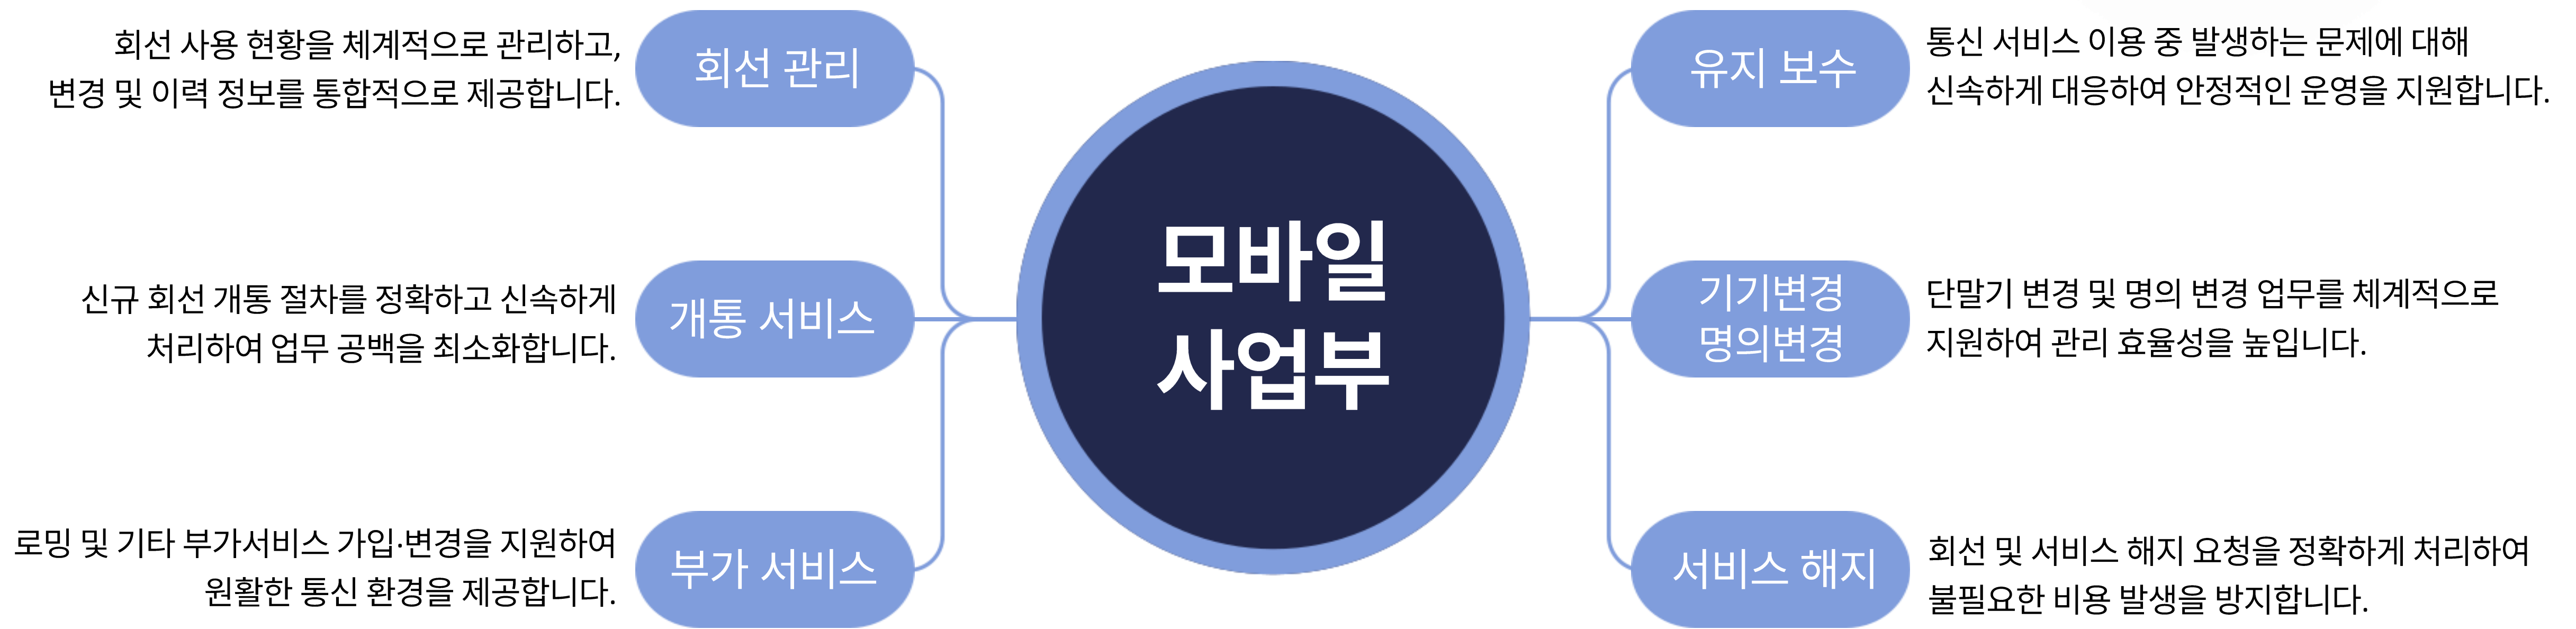 회선 사용 현황을 체계적으로 관리하고,
변경 및 이력 정보를 통합적으로 제공합니다.
회선 관리
신규 회선 개통 절차를 정확하고 신속하게
처리하여 업무 공백을 최소화합니다.
개통 서비스
로밍 및 기타 부가서비스 가입·변경을 지원하여
원활한 통신 환경을 제공합니다.
부가 서비스
모바일
사업부
유지 보수
통신 서비스 이용 중 발생하는 문제에 대해
신속하게 대응하여 안정적인 운영을 지원합니다.
기기변경
명의변경
단말기 변경 및 명의 변경 업무를 체계적으로
지원하여 관리 효율성을 높입니다.
서비스 해지
회선 및 서비스 해지 요청을 정확하게 처리하여
불필요한 비용 발생을 방지합니다.